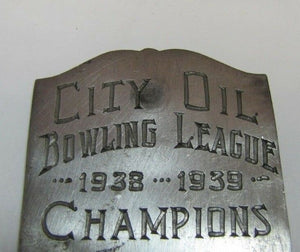 CITY OIL
BOWLING LEAGUE
··· 1938 ··· 1939 ···
CHAMPIONS